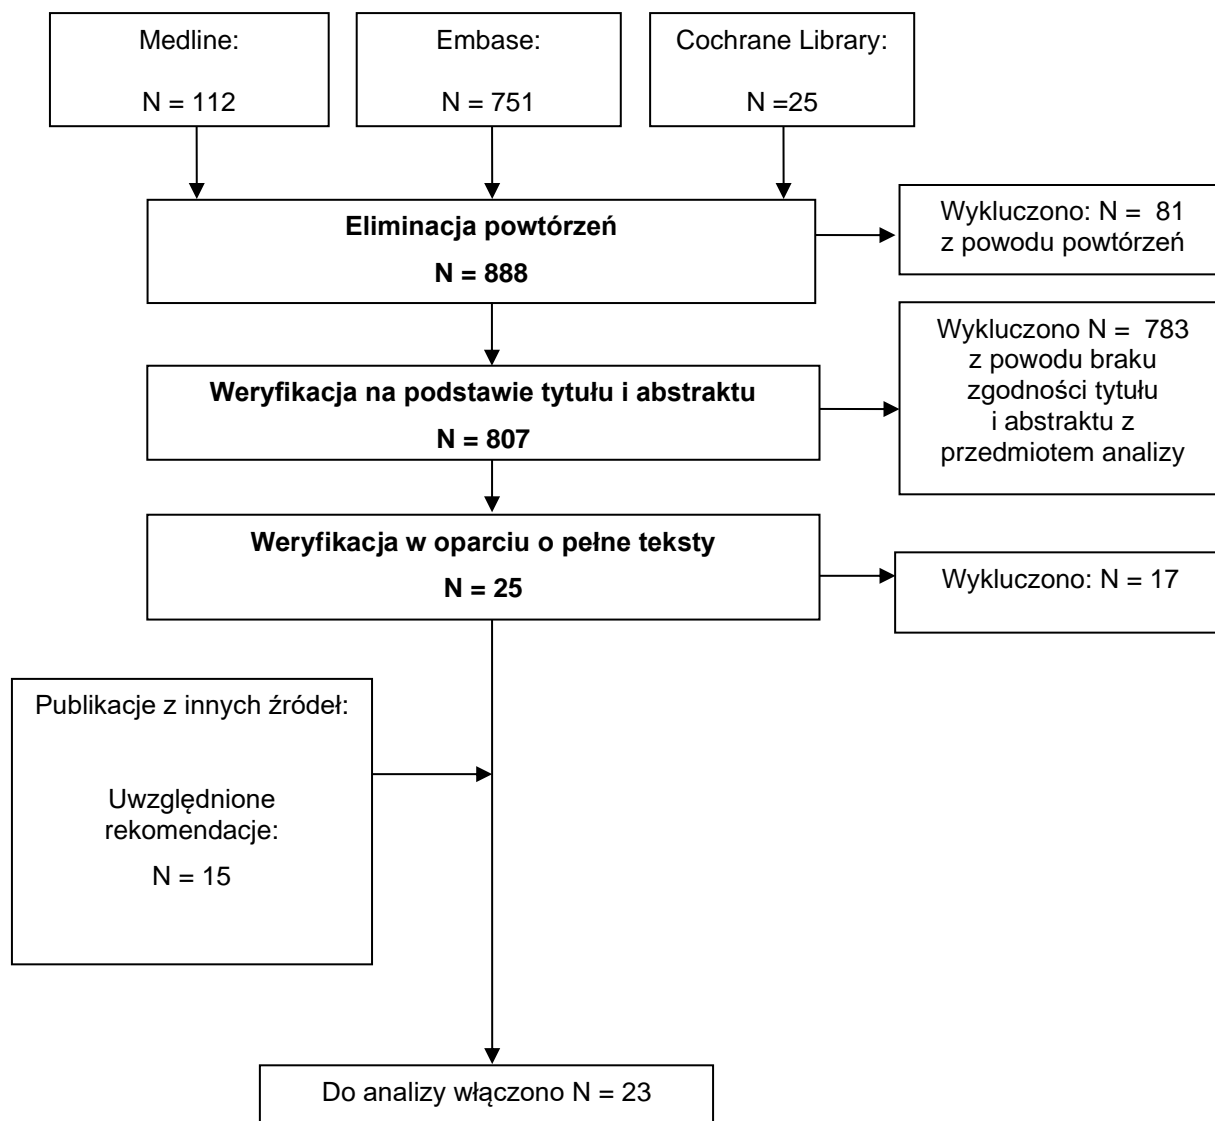 Medline:
N = 112
Embase:
N = 751
Cochrane Library:
N =25
Eliminacja powtórzeń
N = 888
Wykluczono: N =  81
z powodu powtórzeń
Weryfikacja na podstawie tytułu i abstraktu
N = 807
Wykluczono N =  783
z powodu braku
zgodności tytułu
i abstraktu z
przedmiotem analizy
Weryfikacja w oparciu o pełne teksty
N = 25
Wykluczono: N = 17
Publikacje z innych źródeł:
Uwzględnione
rekomendacje:
N = 15
Do analizy włączono N = 23